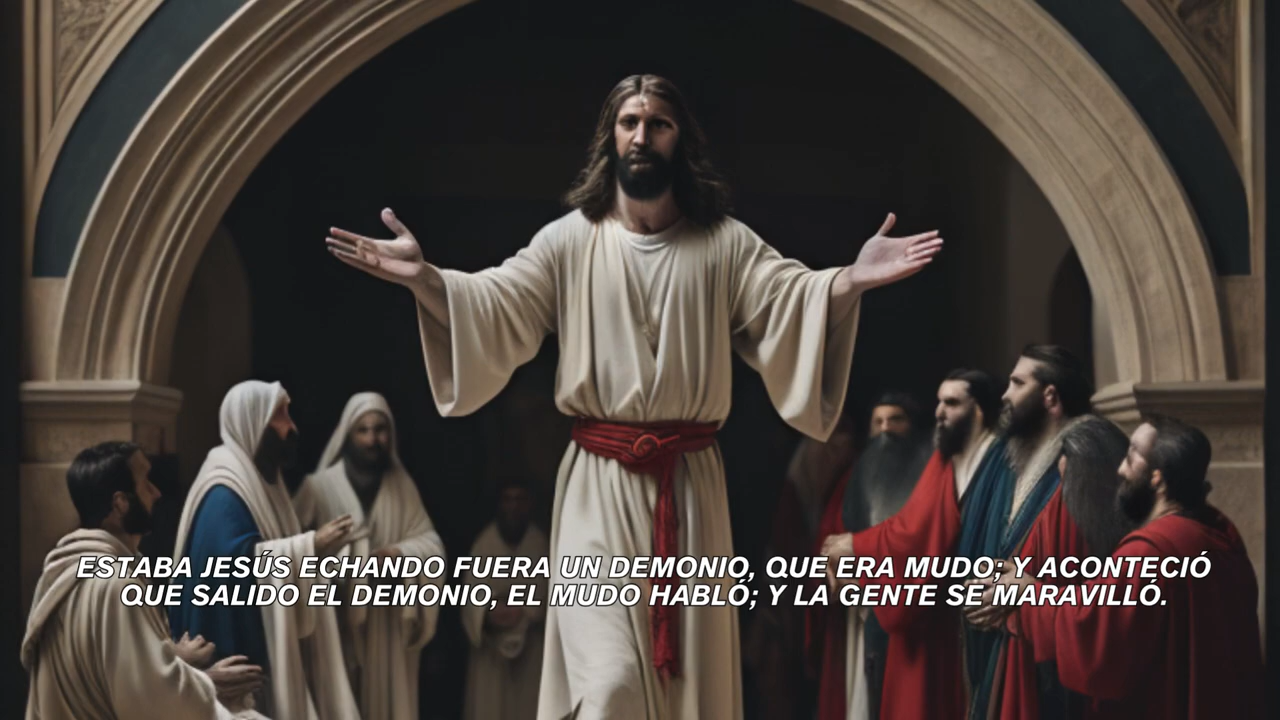 ESTABA JESÚS ECHANDO FUERA UN DEMONIO, QUE ERA MUDO; Y ACONTECIÓ
QUE SALIDO EL DEMONIO, EL MUDO HABLÓ; Y LA GENTE SE MARAVILLÓ.